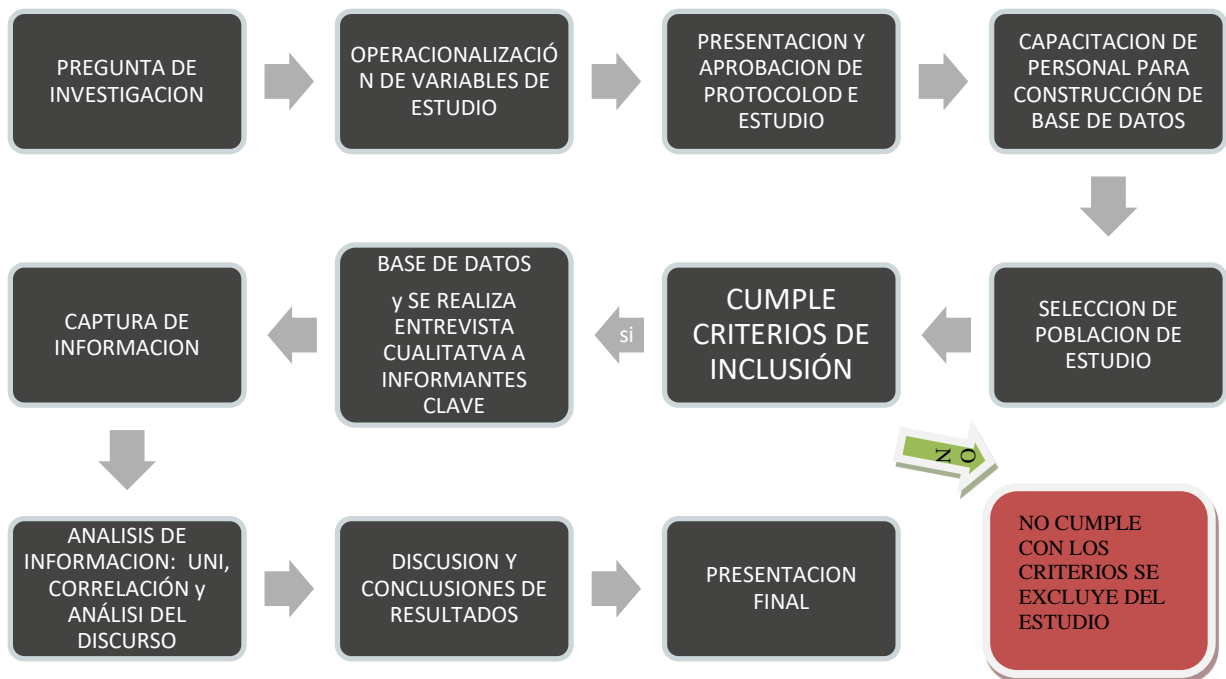 PREGUNTA DE
INVESTIGACION
OPERACIONALIZACIÓ
N DE VARIABLES DE
ESTUDIO
PRESENTACION Y
APROBACION DE
PROTOCOLOD E
ESTUDIO
CAPACITACION DE
PERSONAL PARA
CONSTRUCCIÓN DE
BASE DE DATOS
SELECCION DE
POBLACION DE
ESTUDIO
CUMPLE
CRITERIOS DE
INCLUSIÓN
si
BASE DE DATOS
y SE REALIZA
ENTREVISTA
CUALITATVA A
INFORMANTES
CLAVE
CAPTURA DE
INFORMACION
NO
NO CUMPLE
CON LOS
CRITERIOS SE
EXCLUYE DEL
ESTUDIO
ANALISIS DE
INFORMACION: UNI,
CORRELACIÓN y
ANÁLISI DEL
DISCURSO
DISCUSION Y
CONCLUSIONES DE
RESULTADOS
PRESENTACION
FINAL